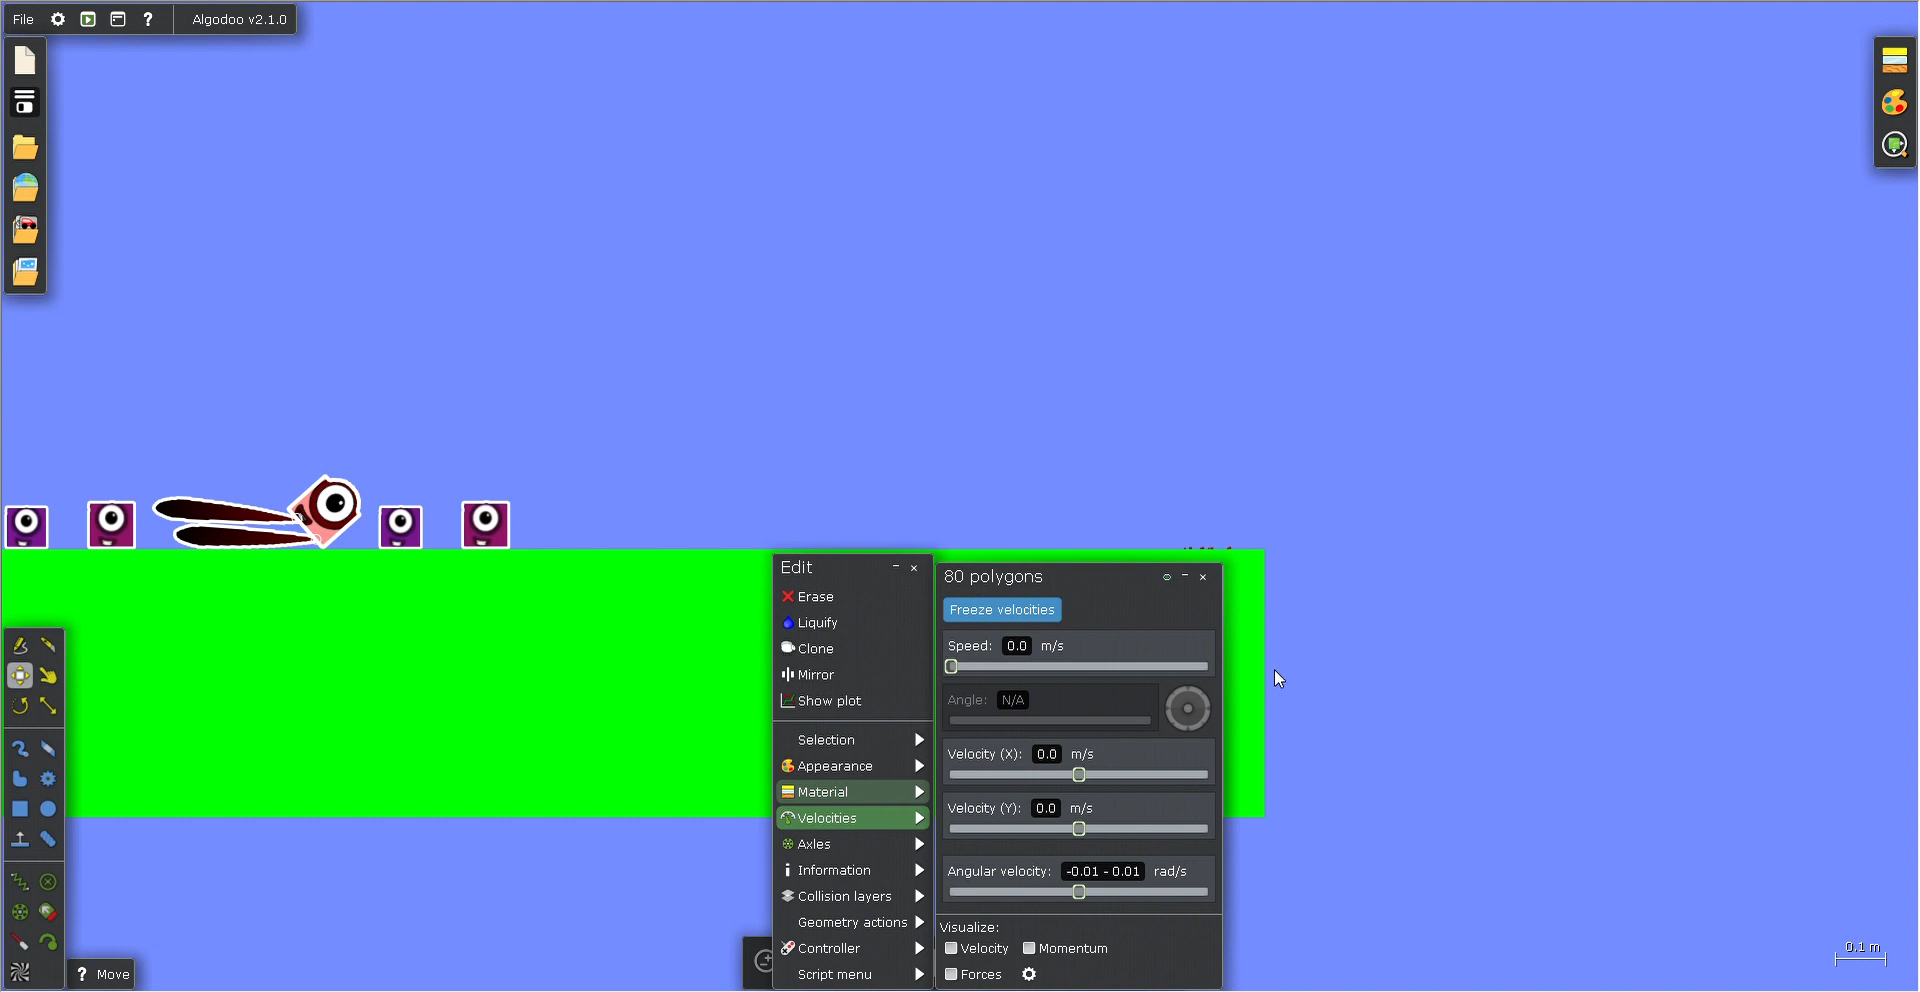 File ? Algodoo v2.1.0
Edit
Erase
Liquify
Clone
Mirror
Show plot
Selection
Appearance
Material
Velocities
Axles
Information
Collision layers
Geometry actions
Controller
Script menu
80 polygons
Freeze velocities
Speed: 0.0 m/s
Angle: N/A
Velocity (X): 0.0 m/s
Velocity (Y): 0.0 m/s
Angular velocity: -0.01 - 0.01 rad/s
Visualize:
Velocity Momentum
Forces
? Move
0.1 m